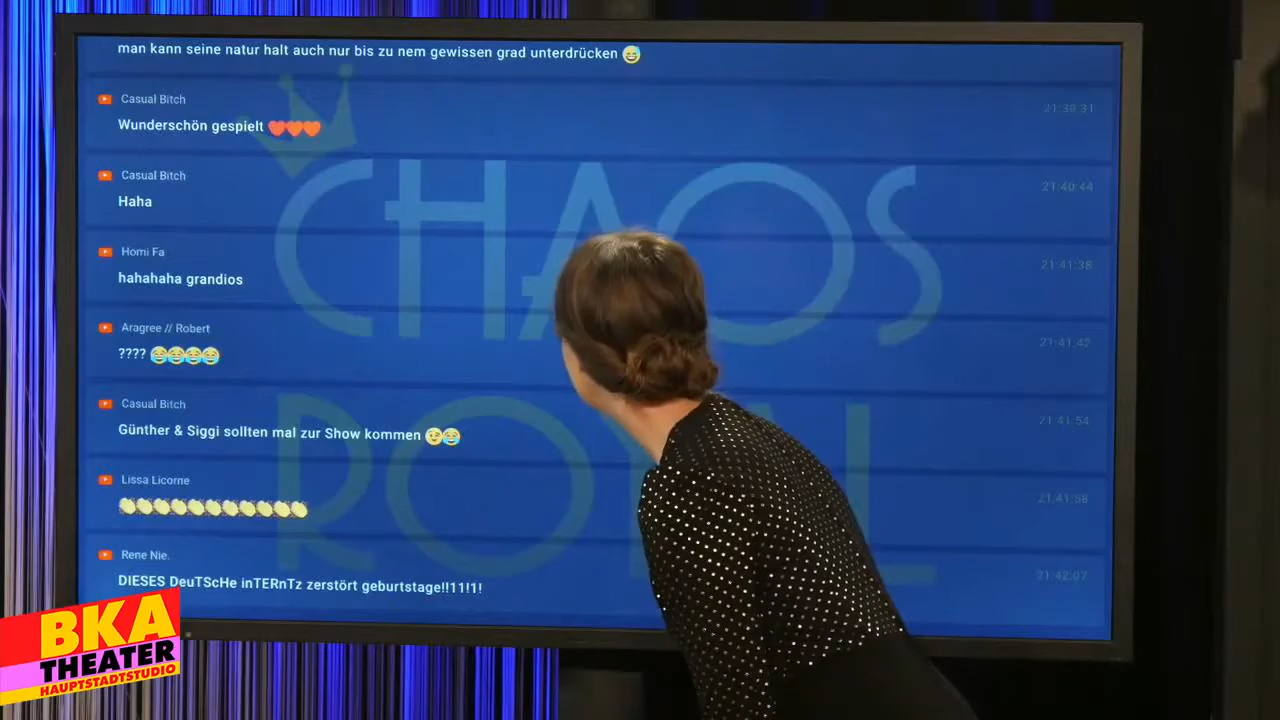 man kann seine natur halt auch nur bis zu nem gewissen grad unterdrücken 😅
Casual Bitch
21:39:31
Wunderschön gespielt ❤️🧡🧡
Casual Bitch
21:40:44
Haha
Homi Fa
21:41:38
hahahaha grandios
Aragree // Robert
21:41:42
???? 😂😂😂😂
Casual Bitch
21:41:54
Günther & Siggi sollten mal zur Show kommen 😉😂
Lissa Licorne
21:41:58
👏👏👏👏👏👏👏👏👏👏👏
Rene Nie.
21:42:07
DIESES DeuTScHe inTERnTz zerstört geburtstage!!11!1!
CHAOS
ROYAL
BKA
THEATER
HAUPTSTADTSTUDIO